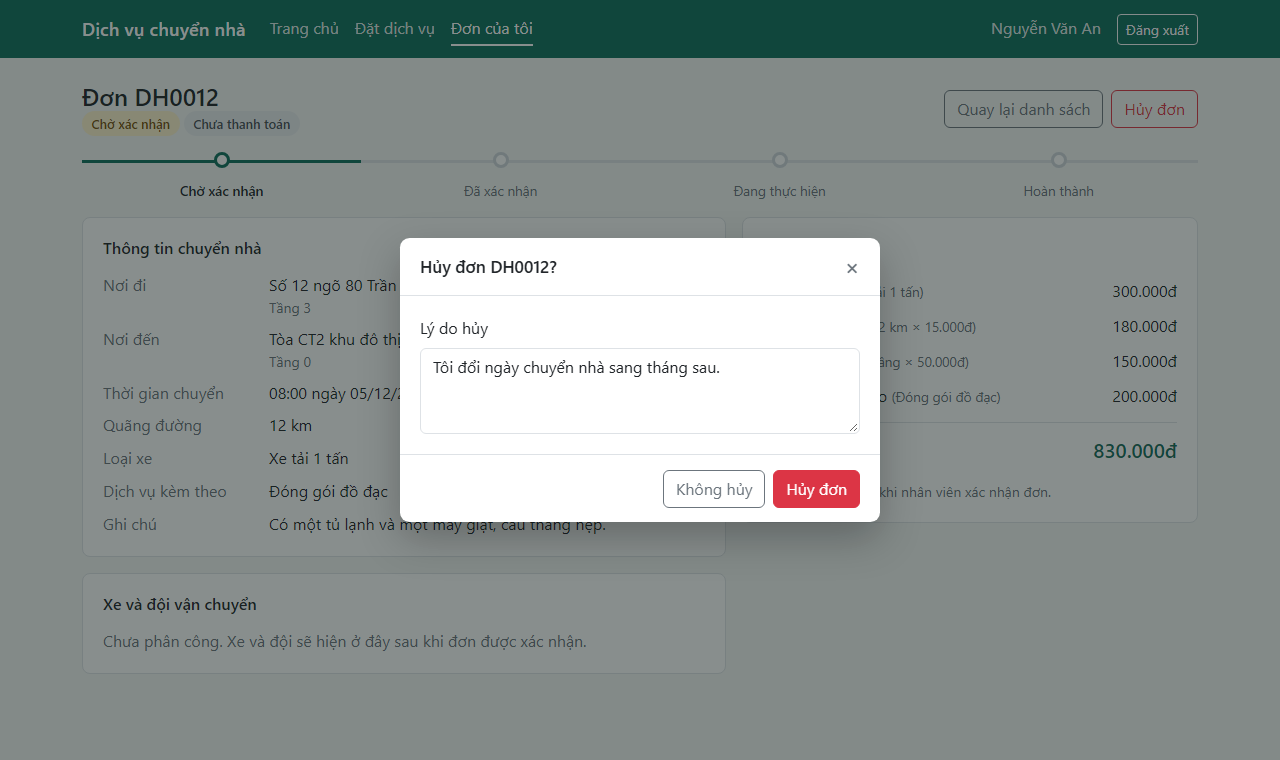 Dịch vụ chuyển nhà Trang chủ Đặt dịch vụ Đơn của tôi Nguyễn Văn An Đăng xuất
Đơn DH0012
Chờ xác nhận Chưa thanh toán
Quay lại danh sách Hủy đơn
Chờ xác nhận Đã xác nhận Đang thực hiện Hoàn thành
Thông tin chuyển nhà
Nơi đi Số 12 ngõ 80 Trần
Tầng 3
Nơi đến Tòa CT2 khu đô thị
Tầng 0
Thời gian chuyển 08:00 ngày 05/12/
Quãng đường 12 km
Loại xe Xe tải 1 tấn
Dịch vụ kèm theo Đóng gói đồ đạc
Ghi chú Có một tủ lạnh và một máy giặt, cầu thang hẹp.
Xe và đội vận chuyển
Chưa phân công. Xe và đội sẽ hiện ở đây sau khi đơn được xác nhận.
Hủy đơn DH0012? ×
Lý do hủy
Tôi đổi ngày chuyển nhà sang tháng sau.
Không hủy Hủy đơn
1 tấn) 300.000đ
km × 15.000đ) 180.000đ
× 50.000đ) 150.000đ
(Đóng gói đồ đạc) 200.000đ
830.000đ
khi nhân viên xác nhận đơn.